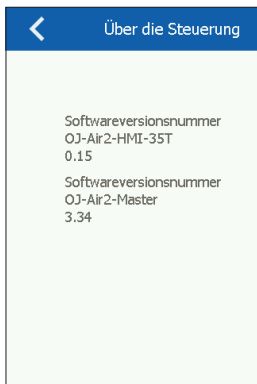 Über die Steuerung
Softwareversionsnummer
OJ-Air2-HMI-35T
0.15
Softwareversionsnummer
OJ-Air2-Master
3.34